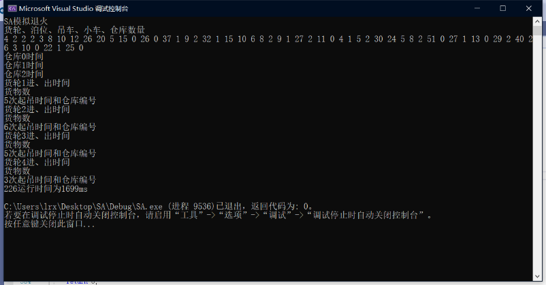 Microsoft Visual Studio 调试控制台
SA模拟退火
货轮、泊位、吊车、小车、仓库数量
4 2 2 2 3 8 10 12 26 20 5 15 0 26 0 37 1 9 2 32 1 15 10 6 8 2 9 1 27 2 11 0 4 1 5 2 30 24 5 8 2 51 0 27 1 13 0 29 2 40 2
6 3 10 0 22 1 25 0
仓库0时间
仓库1时间
仓库2时间
货轮1进、出时间
货物数
5次起吊时间和仓库编号
货轮2进、出时间
货物数
6次起吊时间和仓库编号
货轮3进、出时间
货物数
5次起吊时间和仓库编号
货轮4进、出时间
货物数
3次起吊时间和仓库编号
226运行时间为1699ms
C:\Users\lrx\Desktop\SA\Debug\SA.exe (进程 9536)已退出，返回代码为: 0。
若要在调试停止时自动关闭控制台，请启用“工具”->“选项”->“调试”->“调试停止时自动关闭控制台”。
按任意键关闭此窗口...